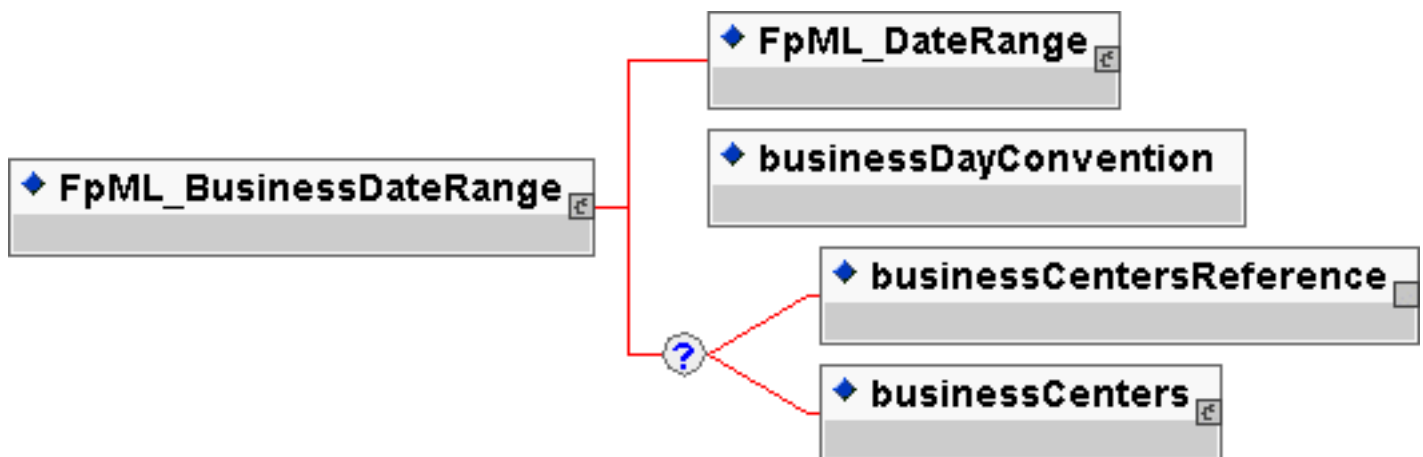 FpML_DateRange
businessDayConvention
FpML_BusinessDateRange
businessCentersReference
?
businessCenters